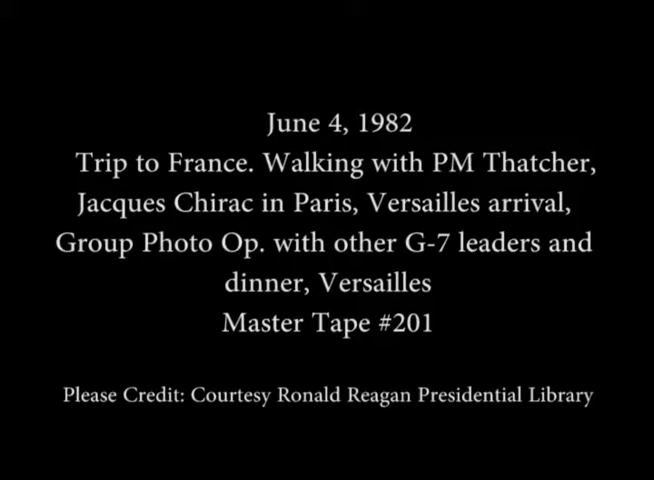 June 4, 1982
Trip to France. Walking with PM Thatcher,
Jacques Chirac in Paris, Versailles arrival,
Group Photo Op. with other G-7 leaders and
dinner, Versailles
Master Tape #201
Please Credit: Courtesy Ronald Reagan Presidential Library